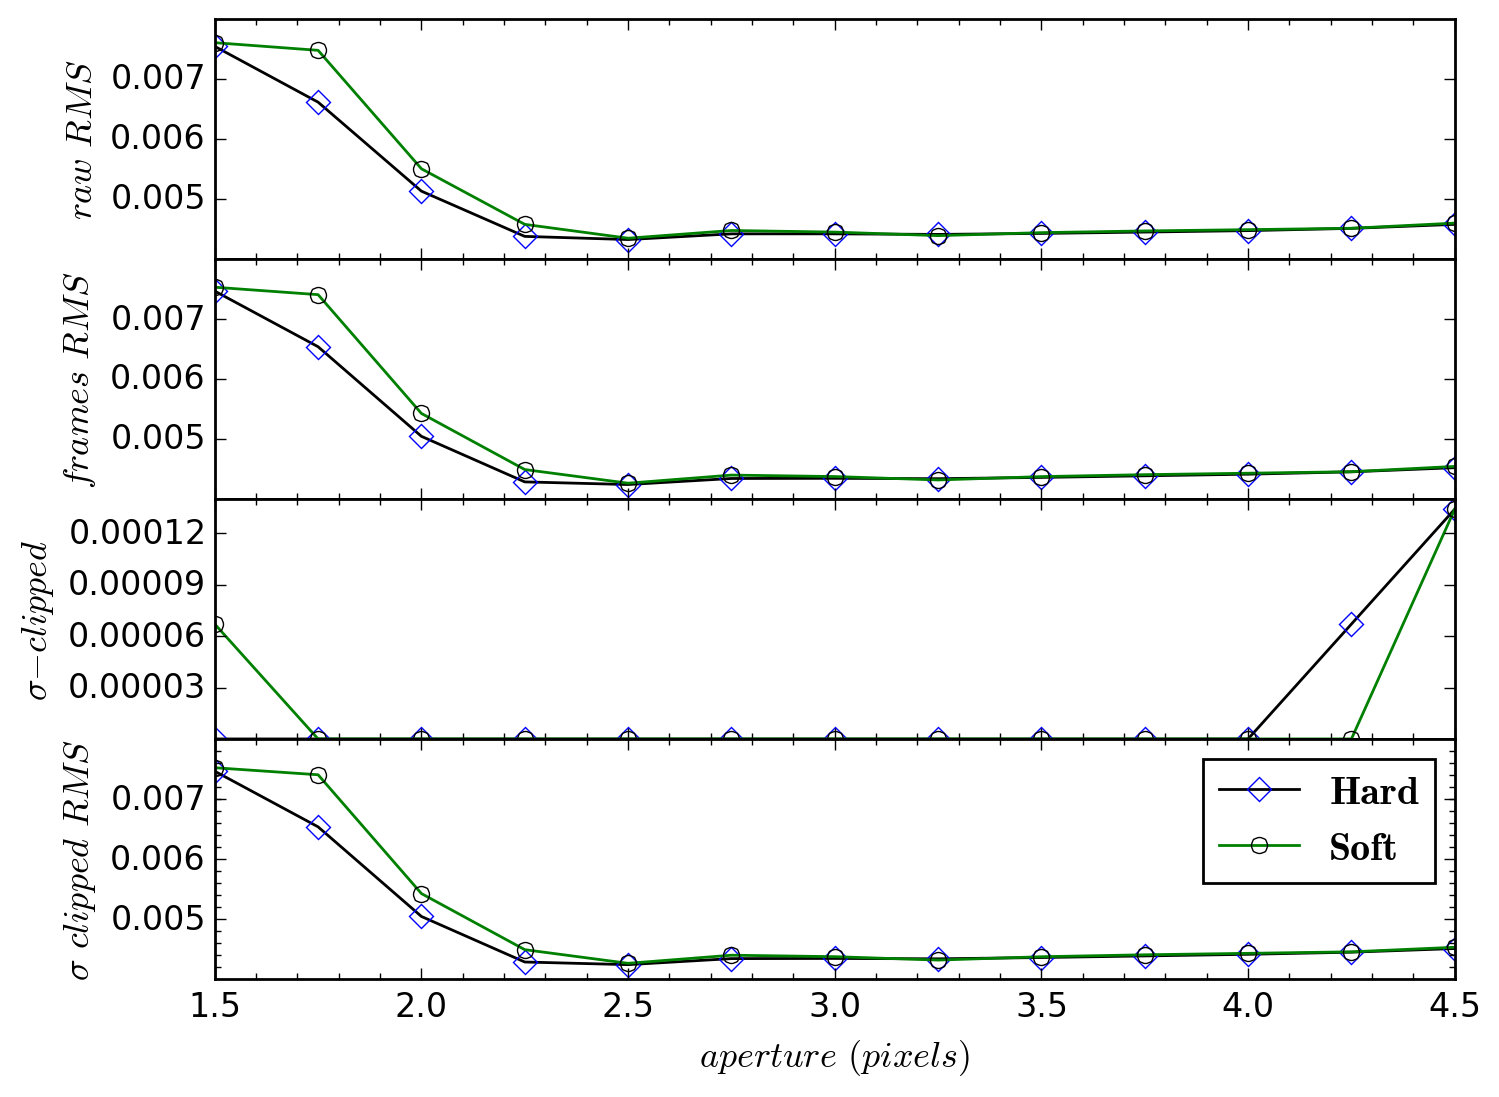 raw RMS
0.007
0.006
0.005
frames RMS
0.007
0.006
0.005
σ−clipped
0.00012
0.00009
0.00006
0.00003
σ clipped RMS
0.007
0.006
0.005
Hard
Soft
1.5 2.0 2.5 3.0 3.5 4.0 4.5
aperture (pixels)